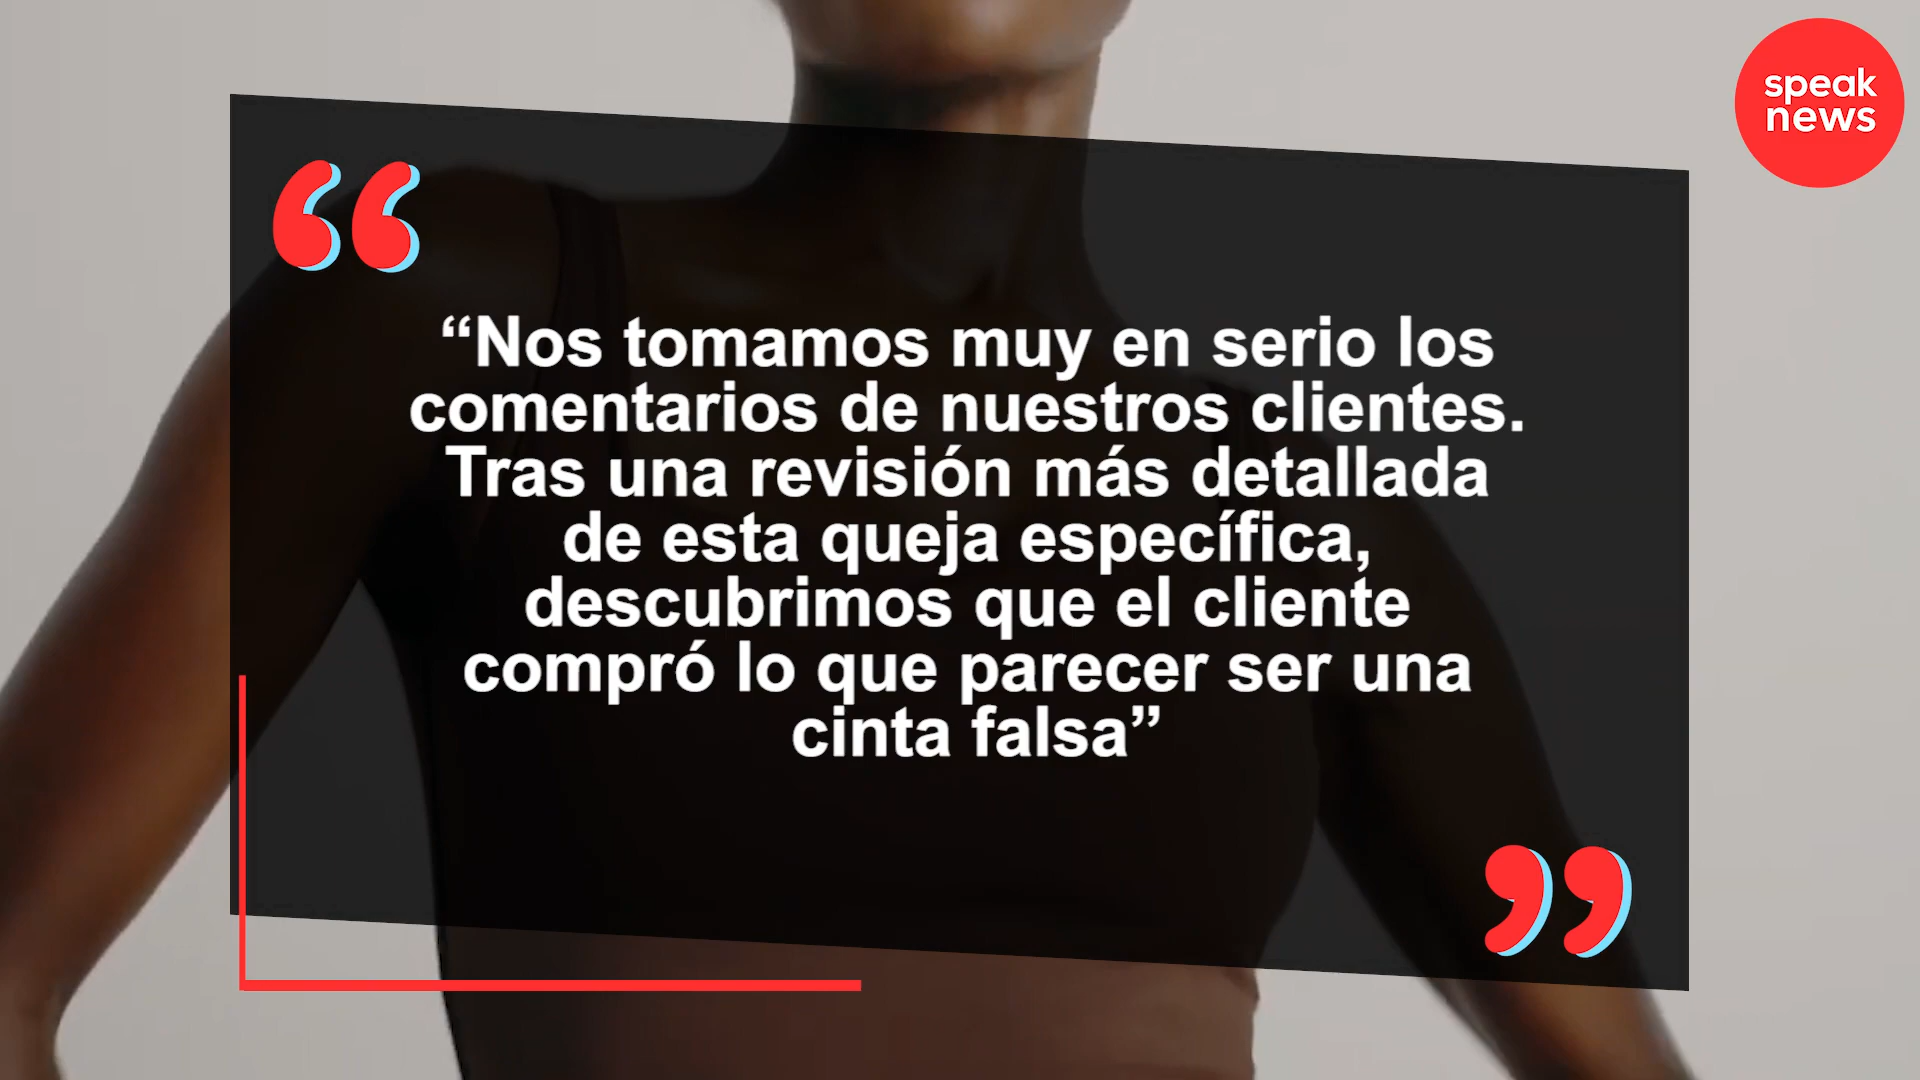 speak
news
“Nos tomamos muy en serio los
comentarios de nuestros clientes.
Tras una revisión más detallada
de esta queja específica,
descubrimos que el cliente
compró lo que parecer ser una
cinta falsa”